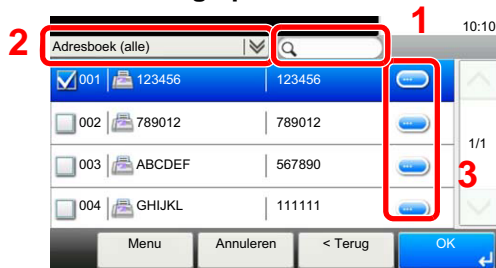 1
10:10
2
Adresboek (alle)
001 123456 123456
002 789012 789012
1/1
003 ABCDEF 567890
3
004 GHIJKL 111111
Menu Annuleren < Terug OK